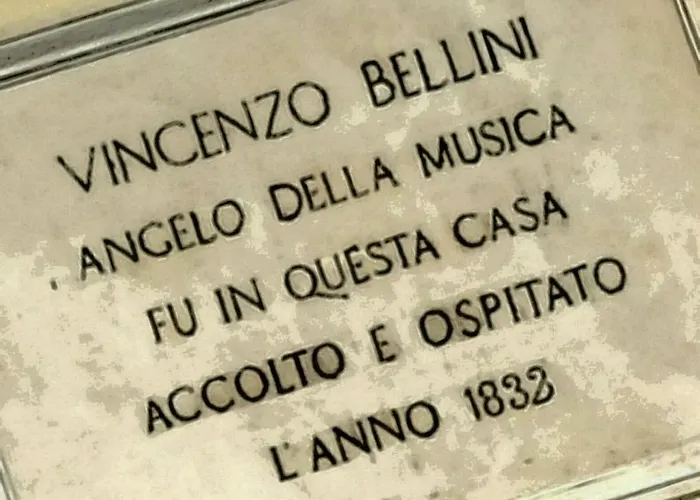 VINCENZO BELLINI
ANGELO DELLA MUSICA
FU IN QUESTA CASA
ACCOLTO E OSPITATO
L'ANNO 1832